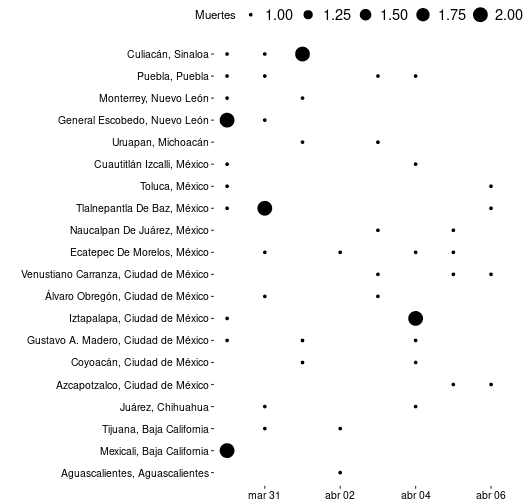 Muertes 1.00 1.25 1.50 1.75 2.00
Culiacán, Sinaloa
Puebla, Puebla
Monterrey, Nuevo León
General Escobedo, Nuevo León
Uruapan, Michoacán
Cuautitlán Izcalli, México
Toluca, México
Tlalnepantla De Baz, México
Naucalpan De Juárez, México
Ecatepec De Morelos, México
Venustiano Carranza, Ciudad de México
Álvaro Obregón, Ciudad de México
Iztapalapa, Ciudad de México
Gustavo A. Madero, Ciudad de México
Coyoacán, Ciudad de México
Azcapotzalco, Ciudad de México
Juárez, Chihuahua
Tijuana, Baja California
Mexicali, Baja California
Aguascalientes, Aguascalientes
mar 31 abr 02 abr 04 abr 06